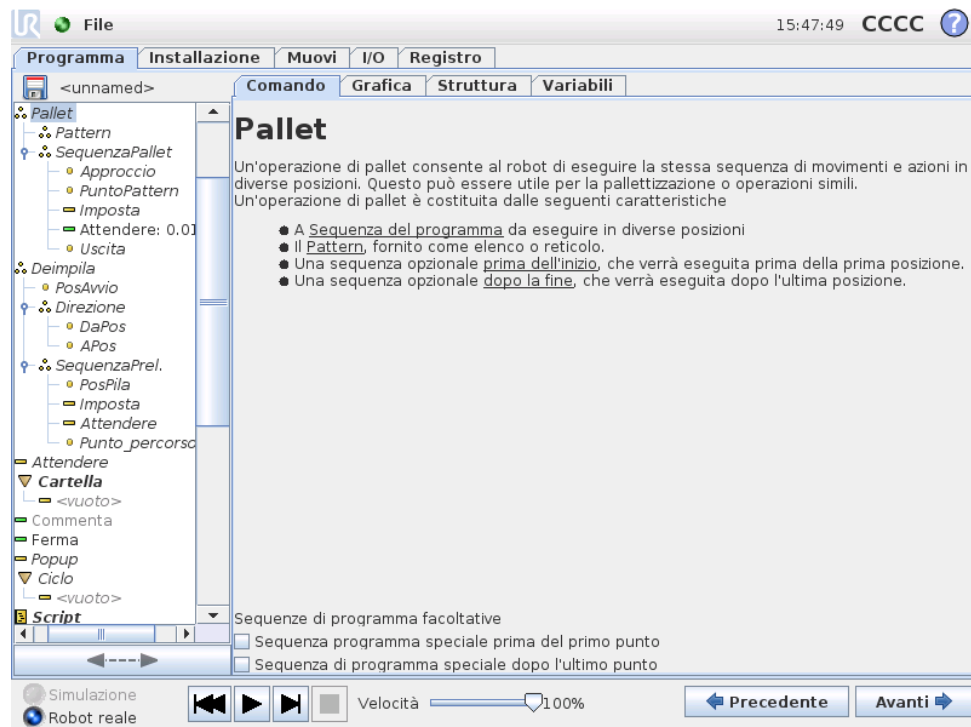 UR File 15:47:49 CCCC ?
Programma Installazione Muovi I/O Registro
<unnamed>
Comando Grafica Struttura Variabili
Pallet
Pattern
SequenzaPallet
Approccio
PuntoPattern
Imposta
Attendere: 0.01
Uscita
Deimpila
PosAvvio
Direzione
DaPos
APos
SequenzaPrel.
PosPila
Imposta
Attendere
Punto_percorso
Attendere
Cartella
<vuoto>
Commenta
Ferma
Popup
Ciclo
<vuoto>
Script
Pallet
Un'operazione di pallet consente al robot di eseguire la stessa sequenza di movimenti e azioni in
diverse posizioni. Questo può essere utile per la pallettizzazione o operazioni simili.
Un'operazione di pallet è costituita dalle seguenti caratteristiche
A Sequenza del programma da eseguire in diverse posizioni
Il Pattern, fornito come elenco o reticolo.
Una sequenza opzionale prima dell'inizio, che verrà eseguita prima della prima posizione.
Una sequenza opzionale dopo la fine, che verrà eseguita dopo l'ultima posizione.
Sequenze di programma facoltative
Sequenza programma speciale prima del primo punto
Sequenza di programma speciale dopo l'ultimo punto
Simulazione
Robot reale
Velocità 100%
Precedente Avanti